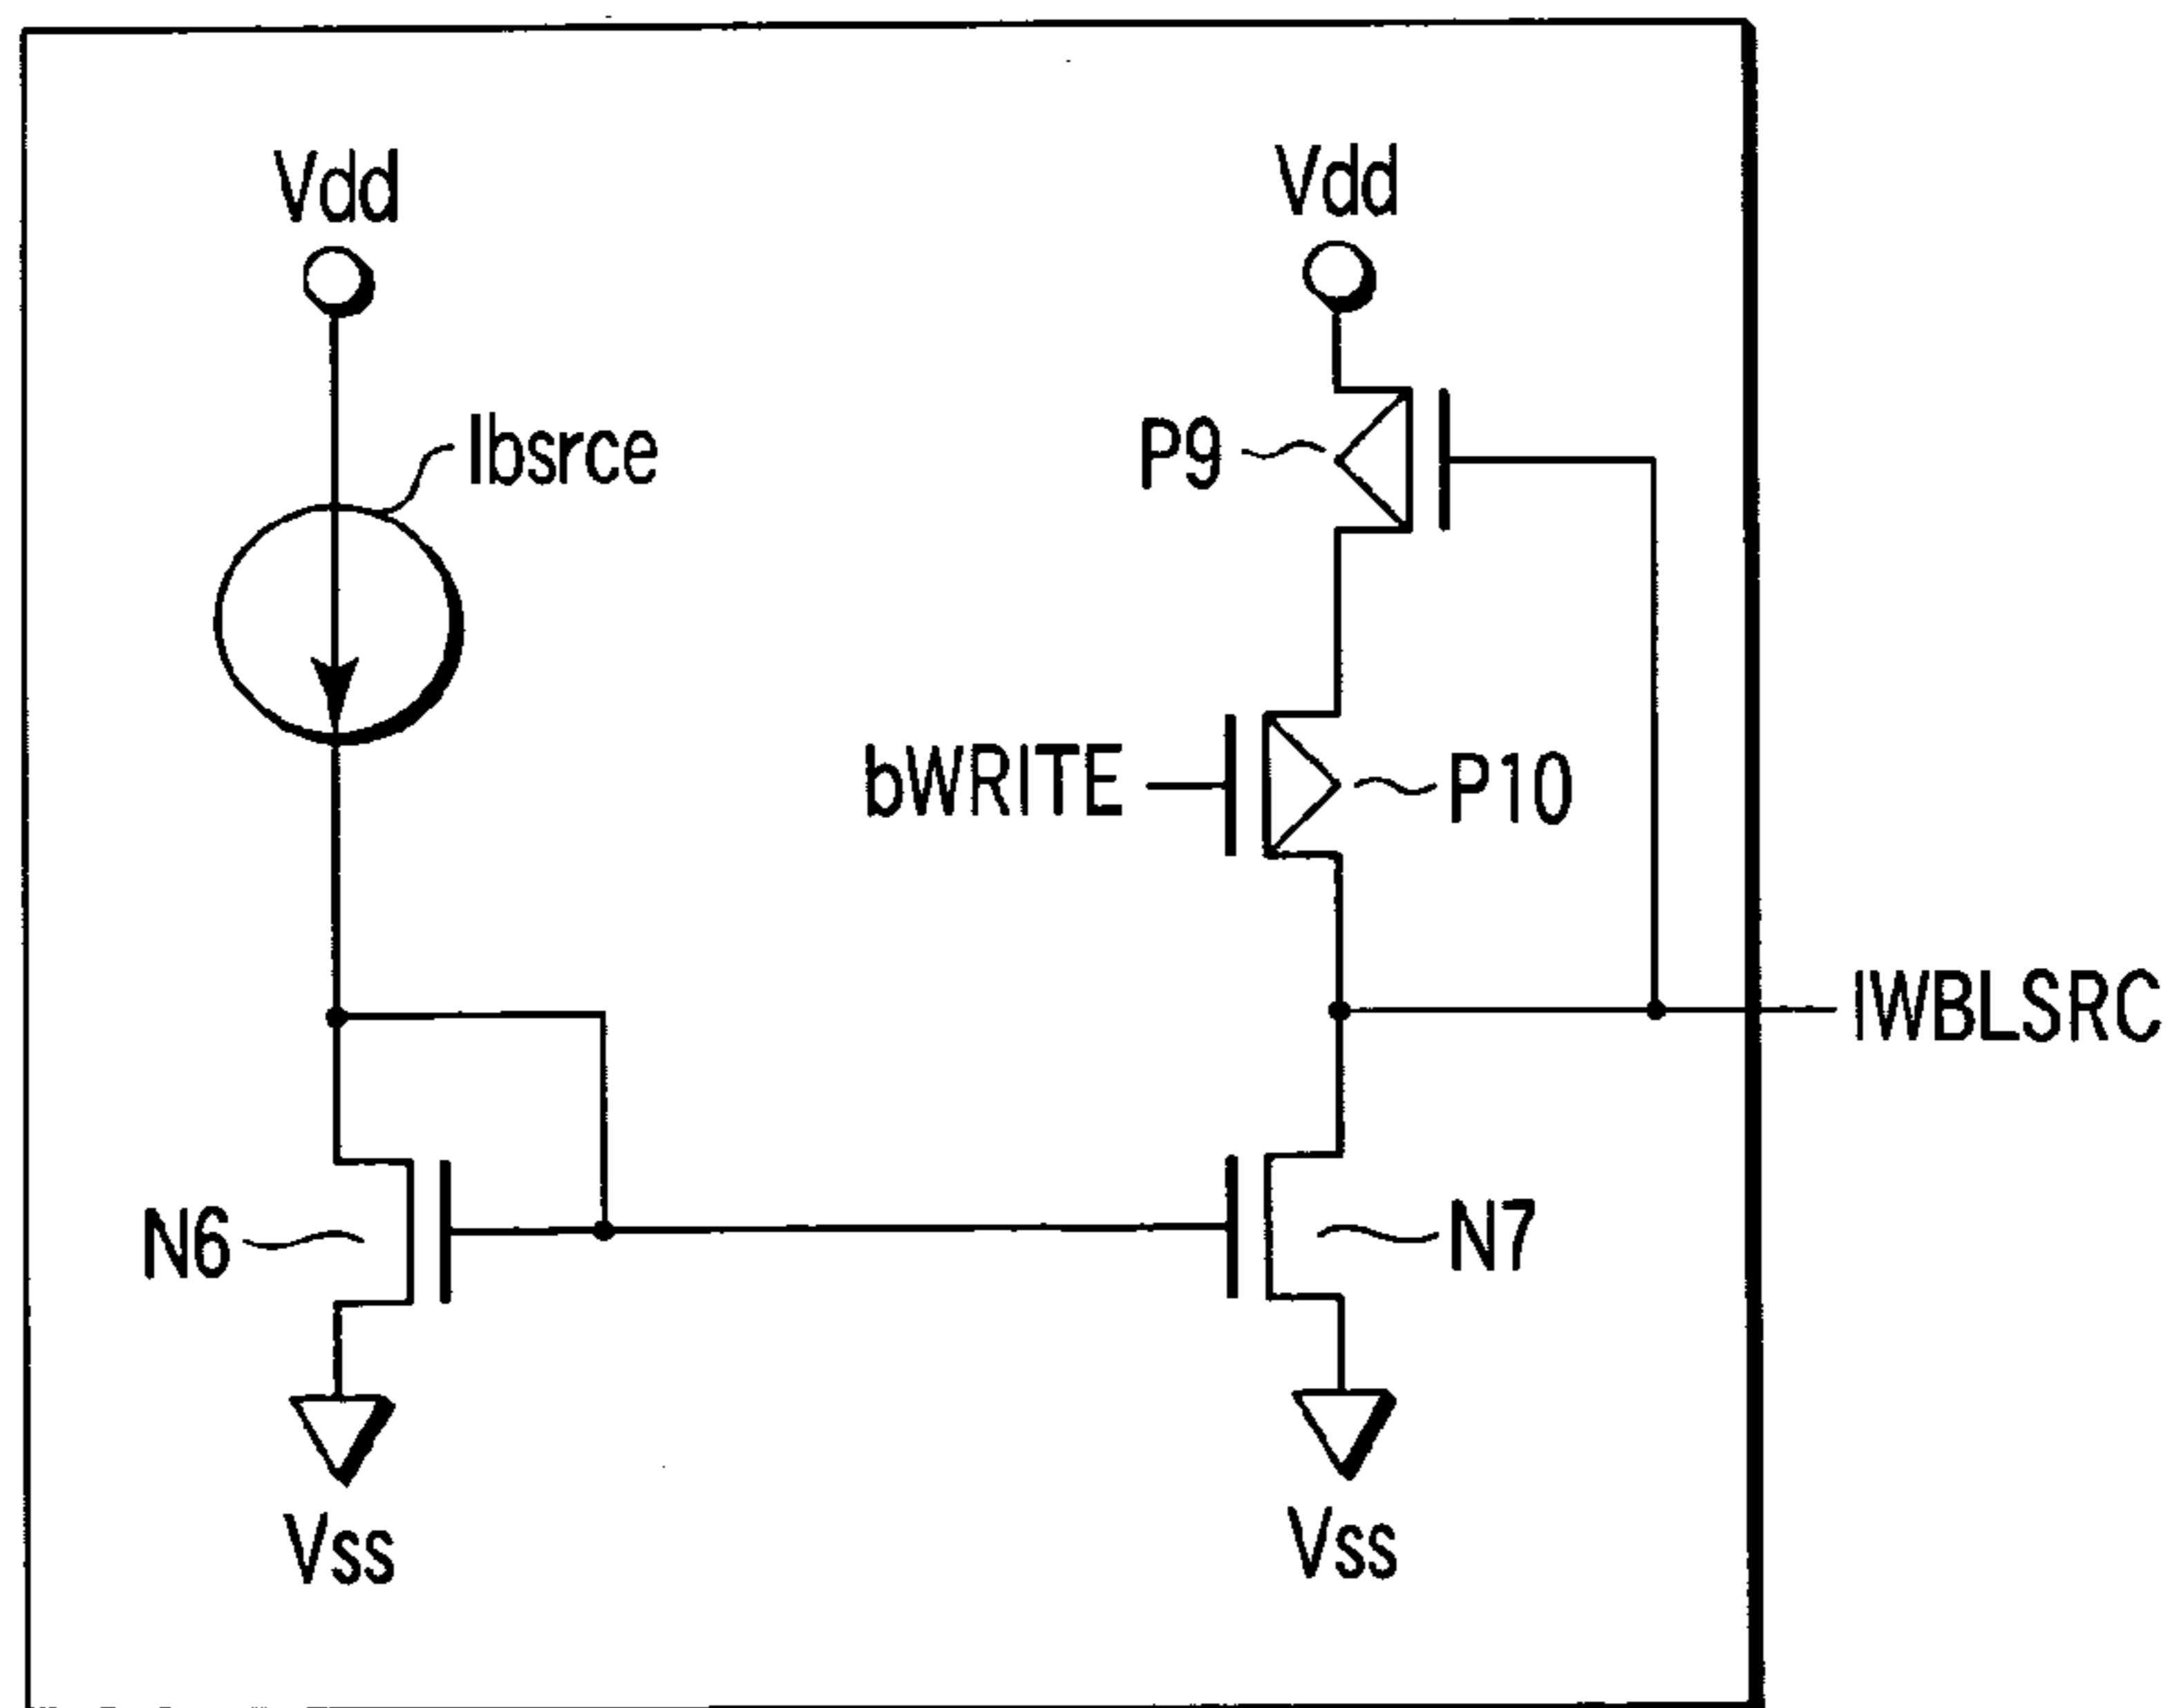 Vdd
Vdd
Ibsrce
P9
bWRITE
P10
IWBLSRC
N6
N7
Vss
Vss